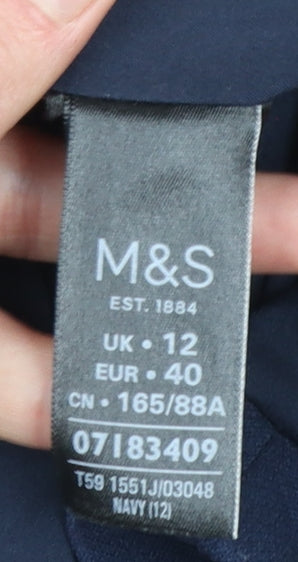 M&S
EST. 1884
UK • 12
EUR • 40
CN • 165/88A
07183409
T59 1551J/03048
NAVY (12)